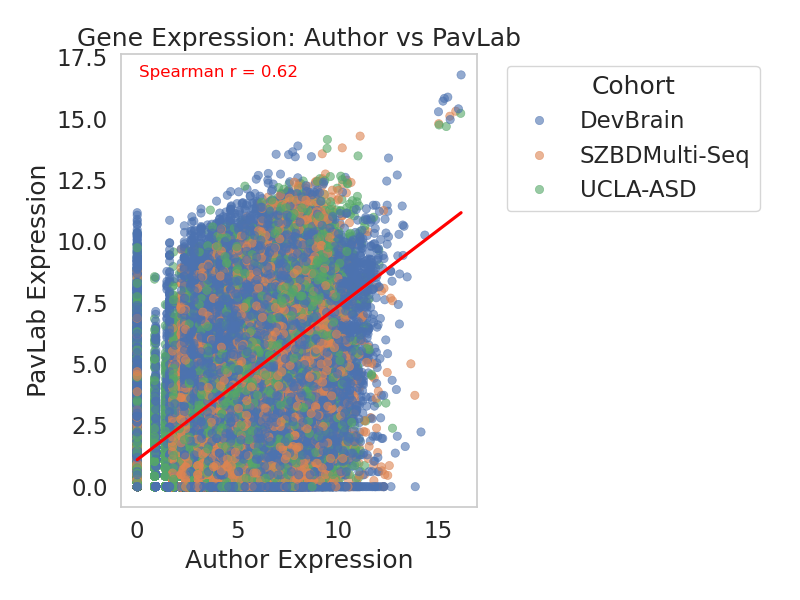 Gene Expression: Author vs PavLab
Spearman r = 0.62
17.5
15.0
12.5
10.0
7.5
5.0
2.5
0.0
PavLab Expression
0 5 10 15
Author Expression
Cohort
DevBrain
SZBDMulti-Seq
UCLA-ASD